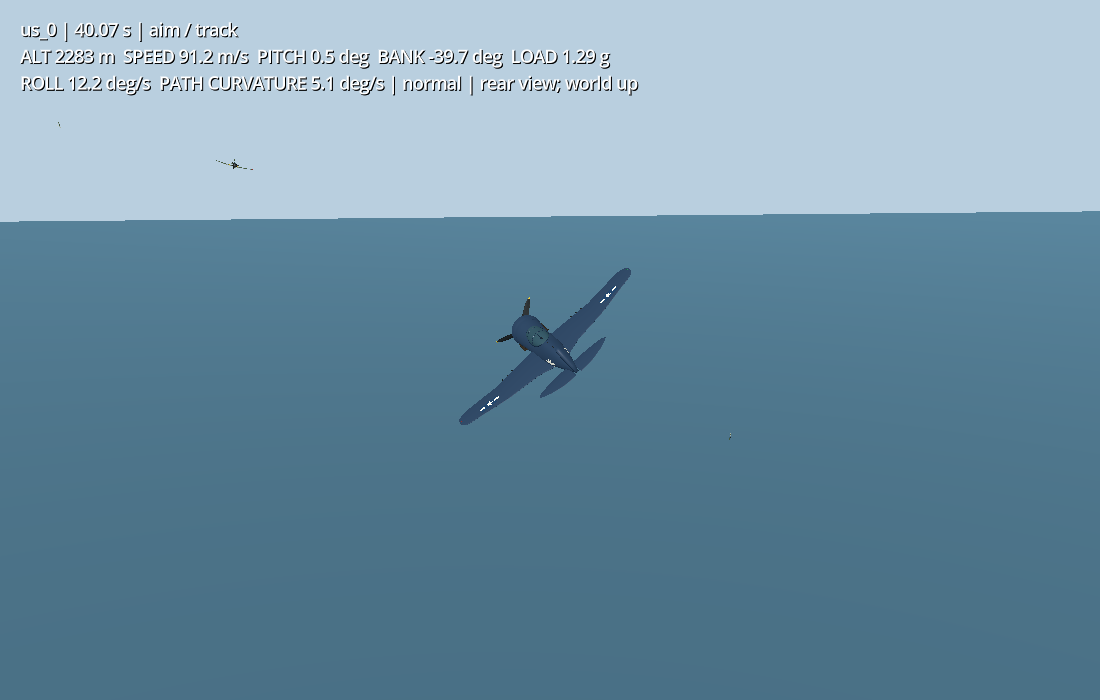 us_0 | 40.07 s | aim / track
ALT 2283 m  SPEED 91.2 m/s  PITCH 0.5 deg  BANK -39.7 deg  LOAD 1.29 g
ROLL 12.2 deg/s  PATH CURVATURE 5.1 deg/s | normal | rear view; world up